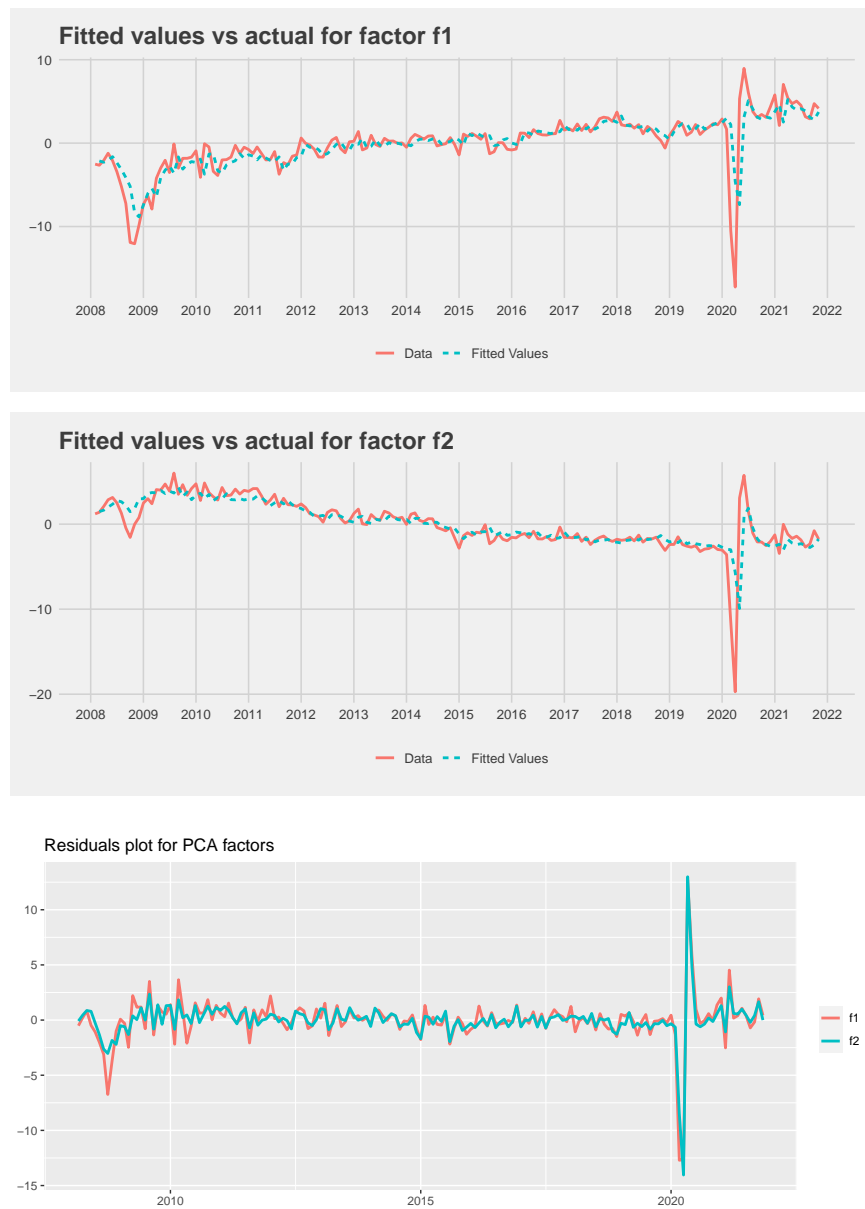 Fitted values vs actual for factor f1
10
0
−10
2008 2009 2010 2011 2012 2013 2014 2015 2016 2017 2018 2019 2020 2021 2022
Data Fitted Values
Fitted values vs actual for factor f2
0
−10
−20
2008 2009 2010 2011 2012 2013 2014 2015 2016 2017 2018 2019 2020 2021 2022
Data Fitted Values
Residuals plot for PCA factors
10
5
0
−5
−10
−15
f1
f2
2010 2015 2020